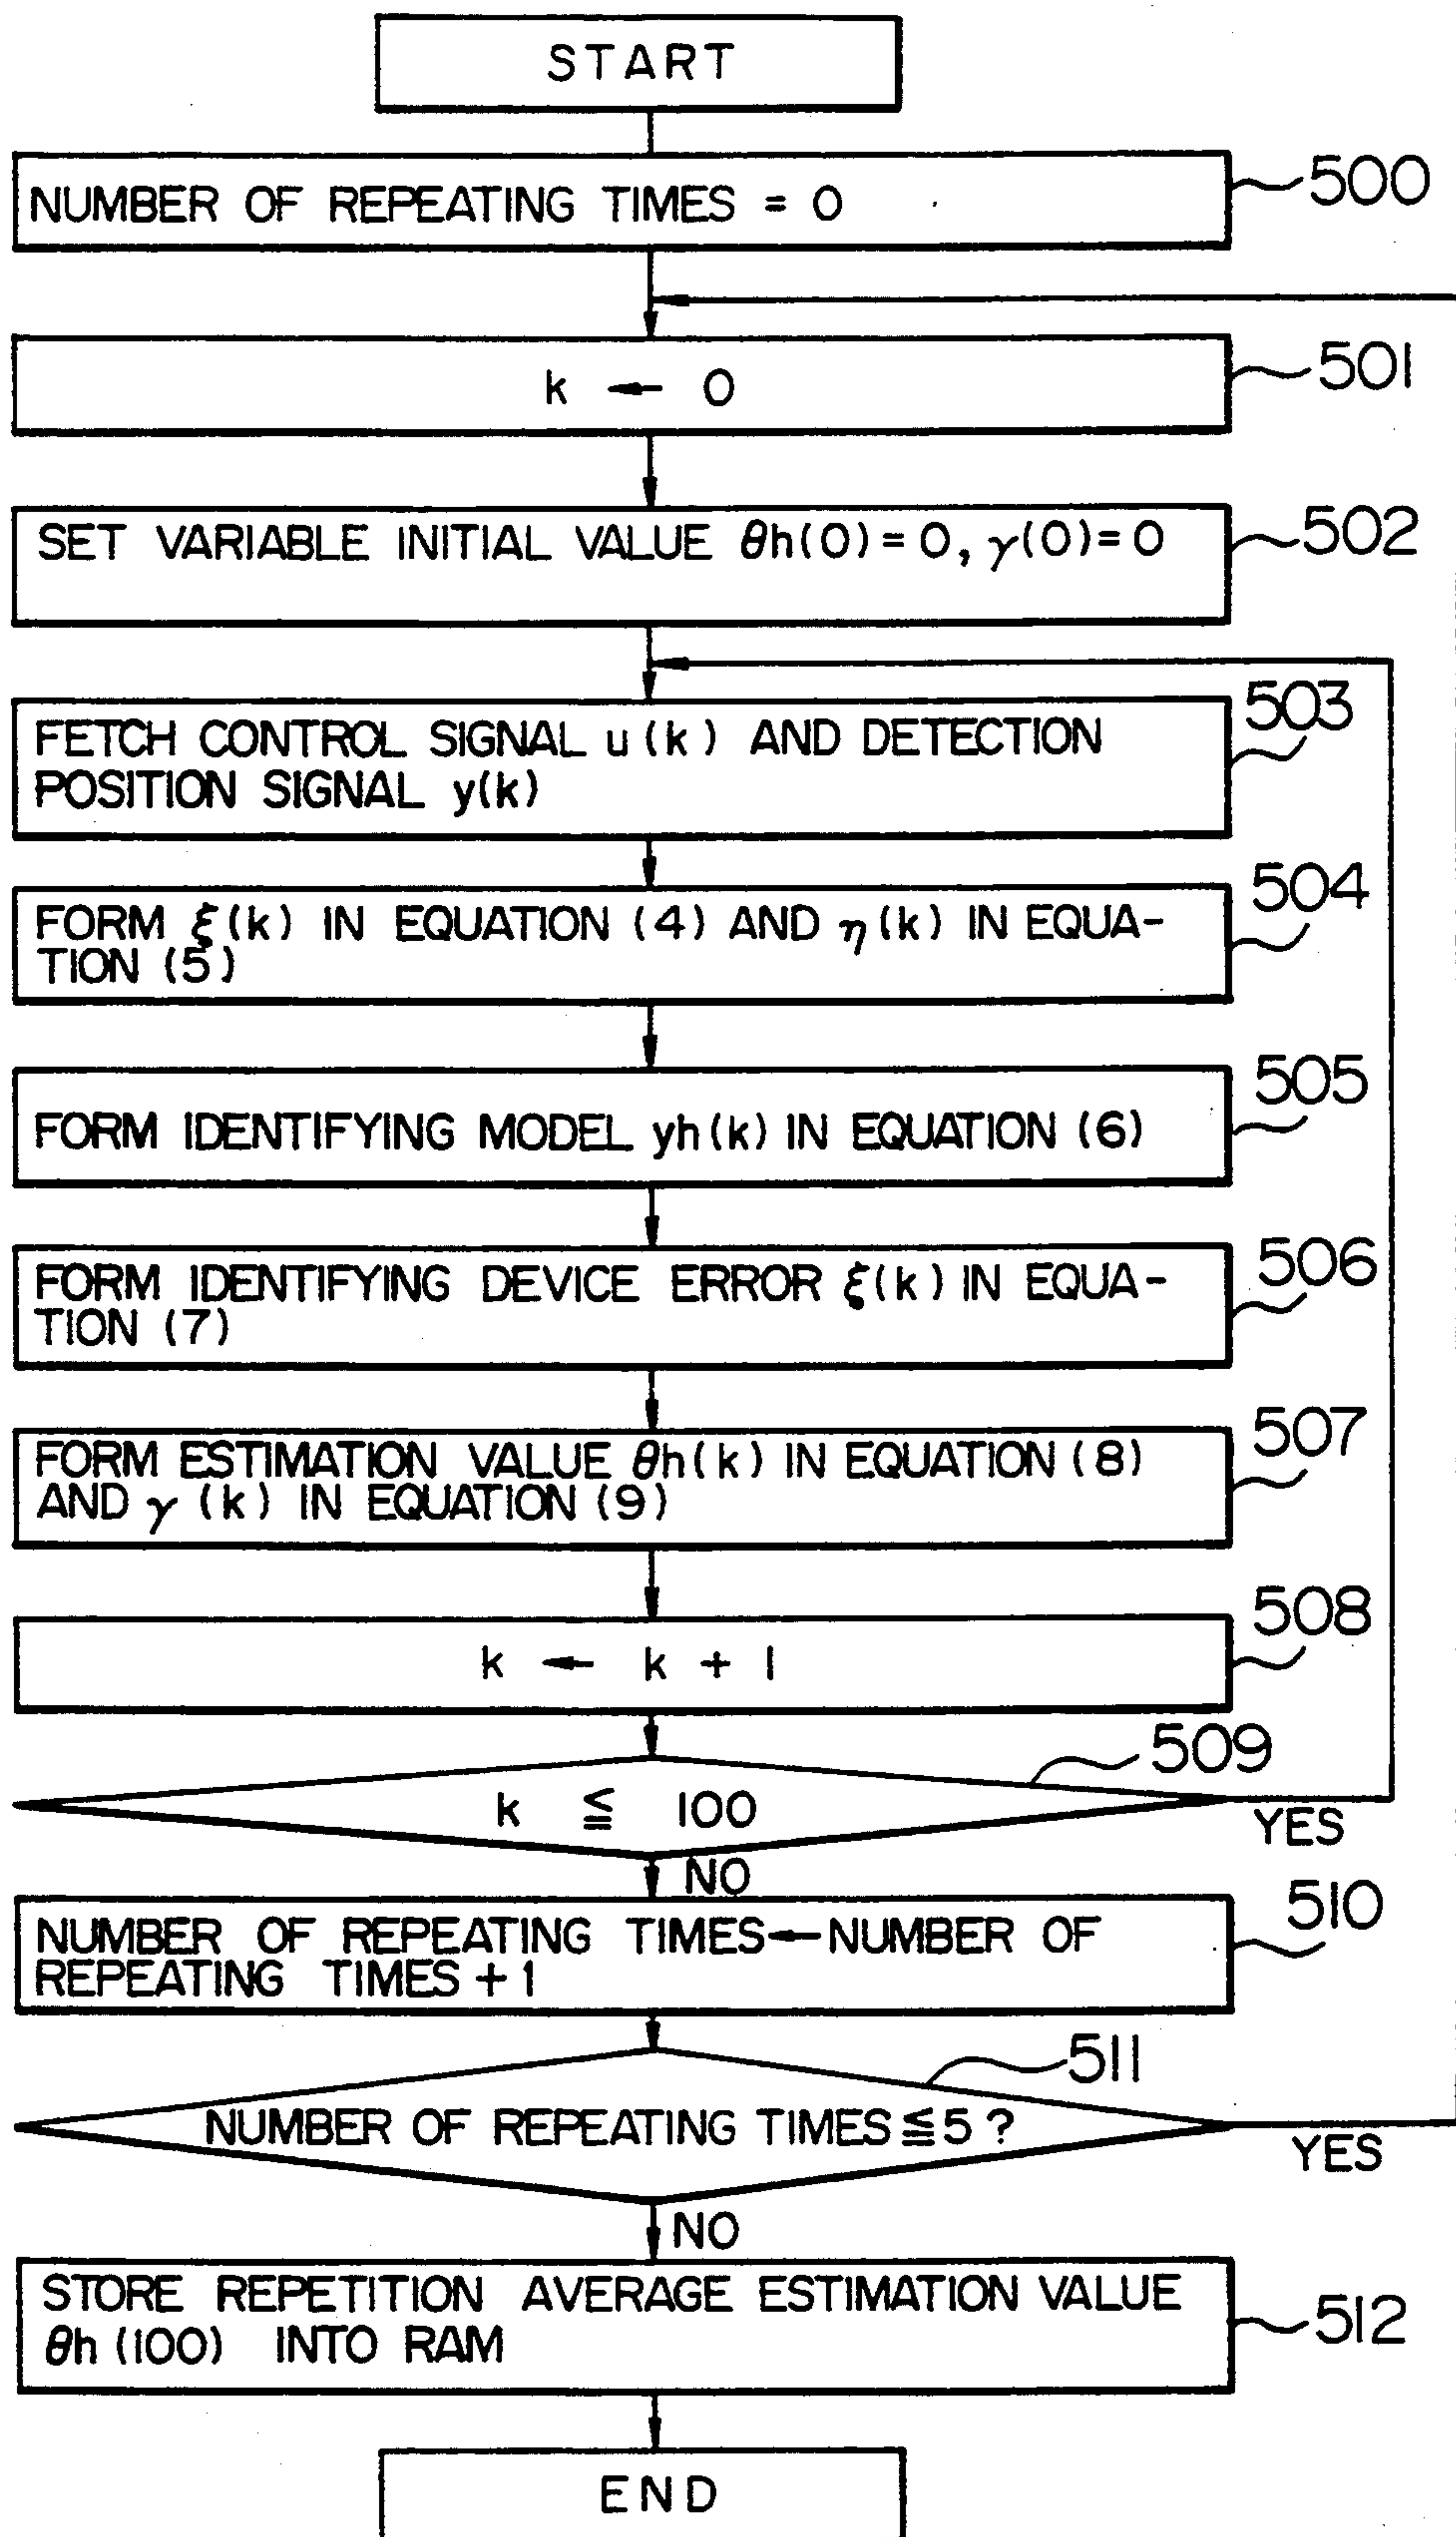 START
NUMBER OF REPEATING TIMES = 0
500
k ← 0
501
SET VARIABLE INITIAL VALUE θh(0)=0, γ(0)=0
502
503
FETCH CONTROL SIGNAL u(k) AND DETECTION
POSITION SIGNAL y(k)
504
FORM ξ(k) IN EQUATION (4) AND η(k) IN EQUA-
TION (5)
505
FORM IDENTIFYING MODEL yh(k) IN EQUATION (6)
506
FORM IDENTIFYING DEVICE ERROR ξ(k) IN EQUA-
TION (7)
507
FORM ESTIMATION VALUE θh(k) IN EQUATION (8)
AND γ(k) IN EQUATION (9)
508
k ← k + 1
509
k ≦ 100
YES
NO
510
NUMBER OF REPEATING TIMES←NUMBER OF
REPEATING TIMES+1
511
NUMBER OF REPEATING TIMES≦5?
YES
NO
STORE REPETITION AVERAGE ESTIMATION VALUE
θh(100) INTO RAM
512
END